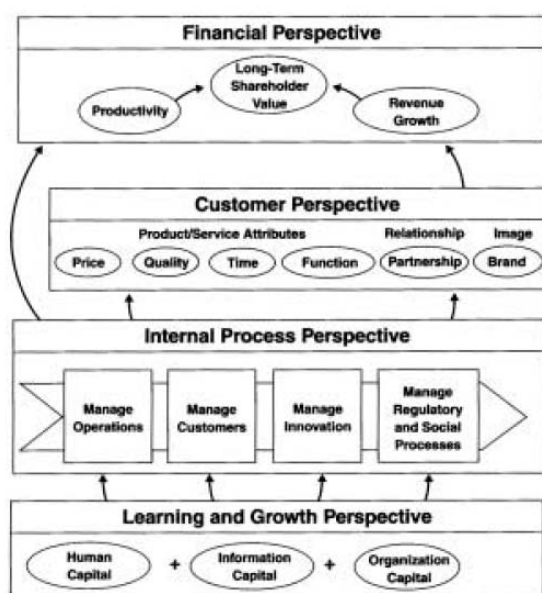 Financial Perspective
Long-Term
Shareholder
Value
Productivity
Revenue
Growth
Customer Perspective
Product/Service Attributes Relationship Image
Price Quality Time Function Partnership Brand
Internal Process Perspective
Manage
Operations
Manage
Customers
Manage
Innovation
Manage
Regulatory
and Social
Processes
Learning and Growth Perspective
Human
Capital
+
Information
Capital
+
Organization
Capital